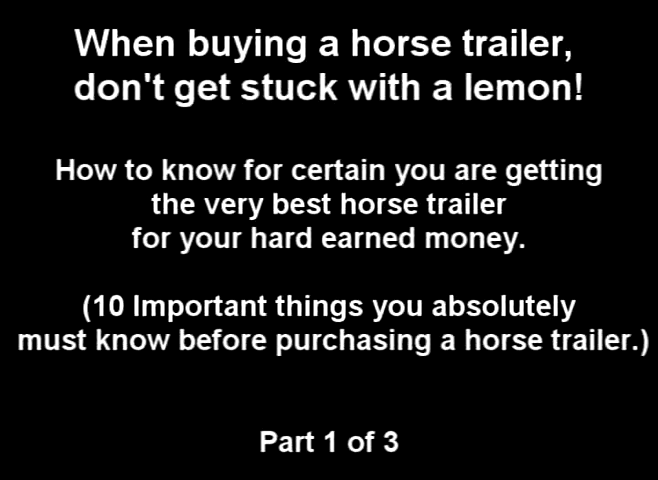 When buying a horse trailer,
don't get stuck with a lemon!
How to know for certain you are getting
the very best horse trailer
for your hard earned money.
(10 Important things you absolutely
must know before purchasing a horse trailer.)
Part 1 of 3